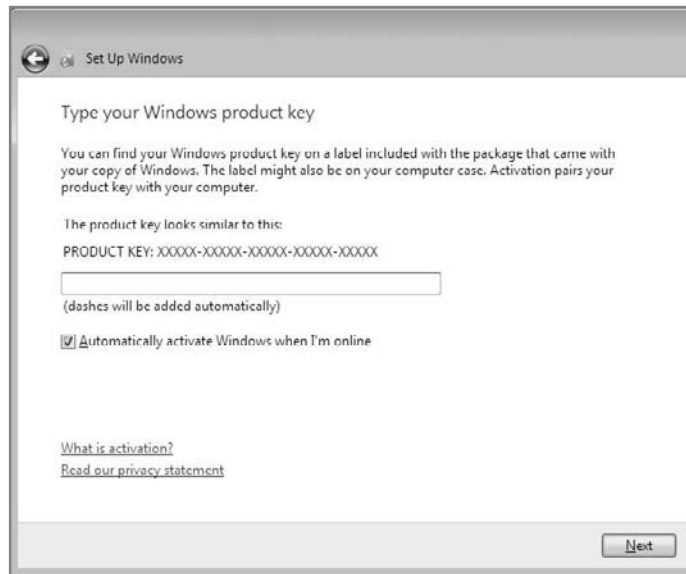 Set Up Windows
Type your Windows product key
You can find your Windows product key on a label included with the package that came with
your copy of Windows. The label might also be on your computer case. Activation pairs your
product key with your computer.
The product key looks similar to this:
PRODUCT KEY: XXXXX-XXXXX-XXXXX-XXXXX-XXXXX
(dashes will be added automatically)
Automatically activate Windows when I'm online
What is activation?
Read our privacy statement
Next